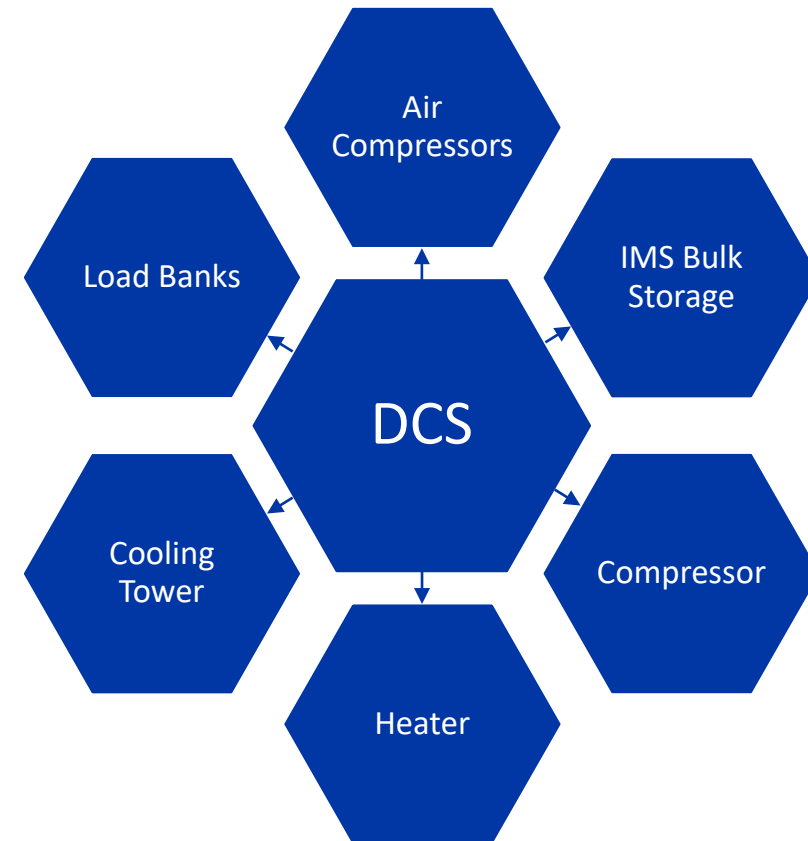 Air
Compressors
Load Banks
IMS Bulk
Storage
DCS
Cooling
Tower
Compressor
Heater